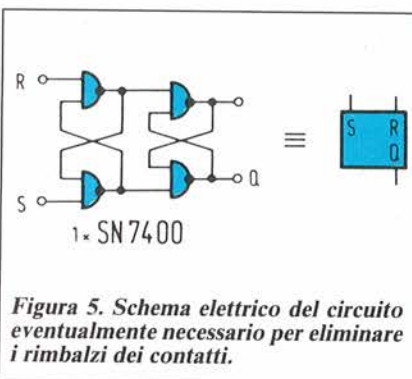 R
S
Q
1× SN7400
≡
S R
Q
Figura 5. Schema elettrico del circuito
eventualmente necessario per eliminare
i rimbalzi dei contatti.